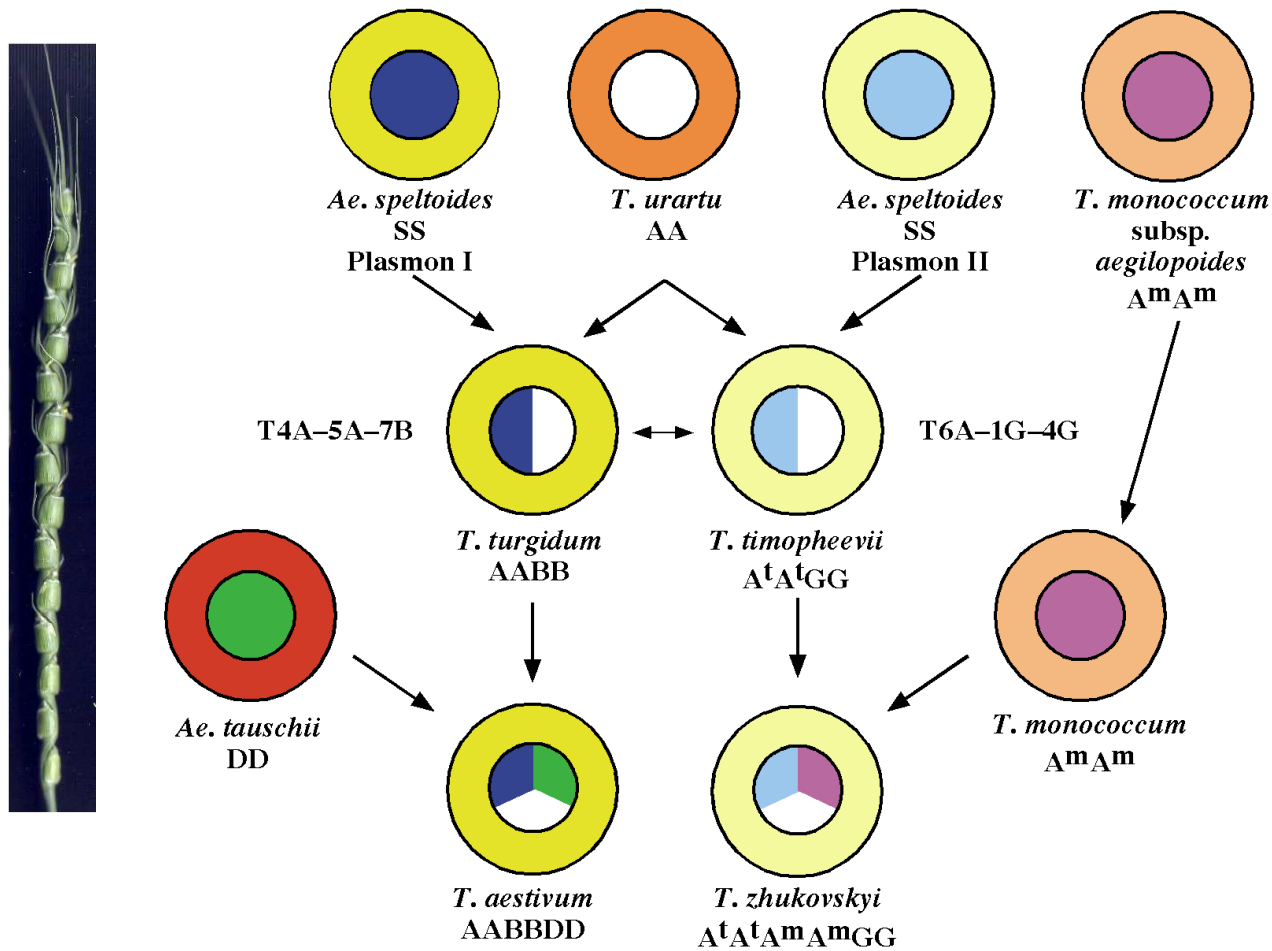 Ae. speltoides
SS
Plasmon I
T. urartu
AA
Ae. speltoides
SS
Plasmon II
T. monococcum
subsp.
aegilopoides
AᵐAᵐ
T4A–5A–7B
T6A–1G–4G
T. turgidum
AABB
T. timopheevii
AᵗAᵗGG
Ae. tauschii
DD
T. monococcum
AᵐAᵐ
T. aestivum
AABBDD
T. zhukovskyi
AᵗAᵗAᵐAᵐGG